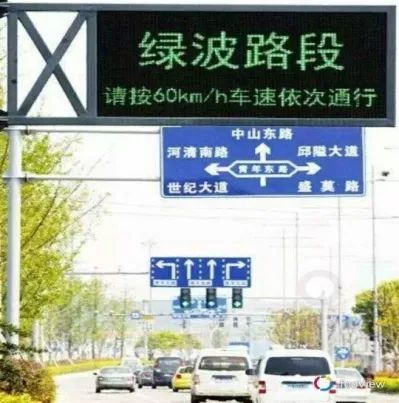 绿波路段
请按60km/h车速依次通行
中山东路
河清南路 邱隘大道
青年东路
世纪大道 盛莫路